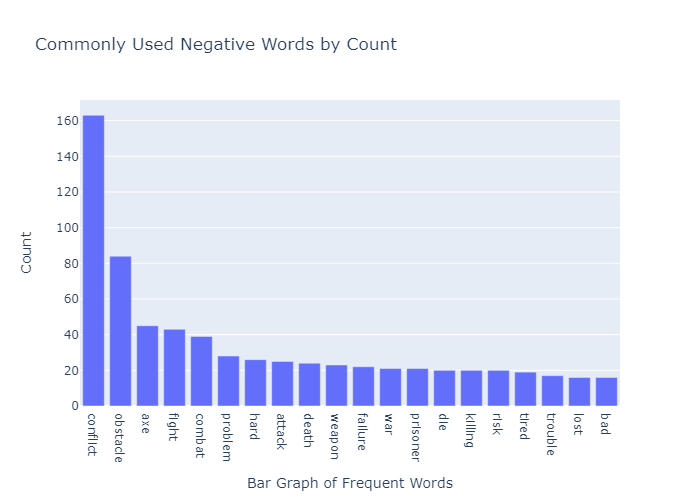 Commonly Used Negative Words by Count
160
140
120
100
80
60
40
20
0
Count
conflict
obstacle
axe
fight
combat
problem
hard
attack
death
weapon
failure
war
prisoner
die
killing
risk
tired
trouble
lost
bad
Bar Graph of Frequent Words